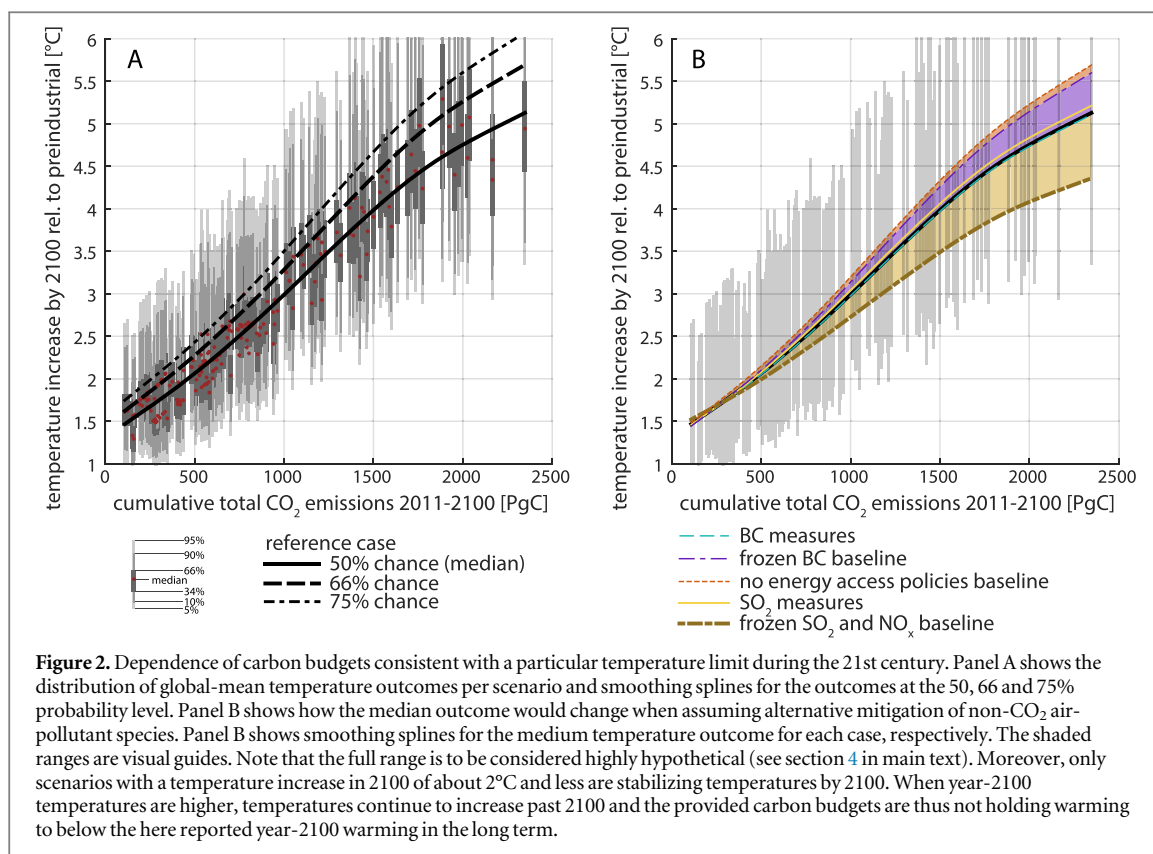 A
temperature increase by 2100 rel. to preindustrial [°C]
6
5.5
5
4.5
4
3.5
3
2.5
2
1.5
1
0 500 1000 1500 2000 2500
cumulative total CO2 emissions 2011-2100 [PgC]
95%
90%
66%
median
34%
10%
5%
reference case
50% chance (median)
66% chance
75% chance
B
temperature increase by 2100 rel. to preindustrial [°C]
6
5.5
5
4.5
4
3.5
3
2.5
2
1.5
1
0 500 1000 1500 2000 2500
cumulative total CO2 emissions 2011-2100 [PgC]
BC measures
frozen BC baseline
no energy access policies baseline
SO2 measures
frozen SO2 and NOx baseline
Figure 2. Dependence of carbon budgets consistent with a particular temperature limit during the 21st century. Panel A shows the
distribution of global-mean temperature outcomes per scenario and smoothing splines for the outcomes at the 50, 66 and 75%
probability level. Panel B shows how the median outcome would change when assuming alternative mitigation of non-CO2 air-
pollutant species. Panel B shows smoothing splines for the medium temperature outcome for each case, respectively. The shaded
ranges are visual guides. Note that the full range is to be considered highly hypothetical (see section 4 in main text). Moreover, only
scenarios with a temperature increase in 2100 of about 2°C and less are stabilizing temperatures by 2100. When year-2100
temperatures are higher, temperatures continue to increase past 2100 and the provided carbon budgets are thus not holding warming
to below the here reported year-2100 warming in the long term.